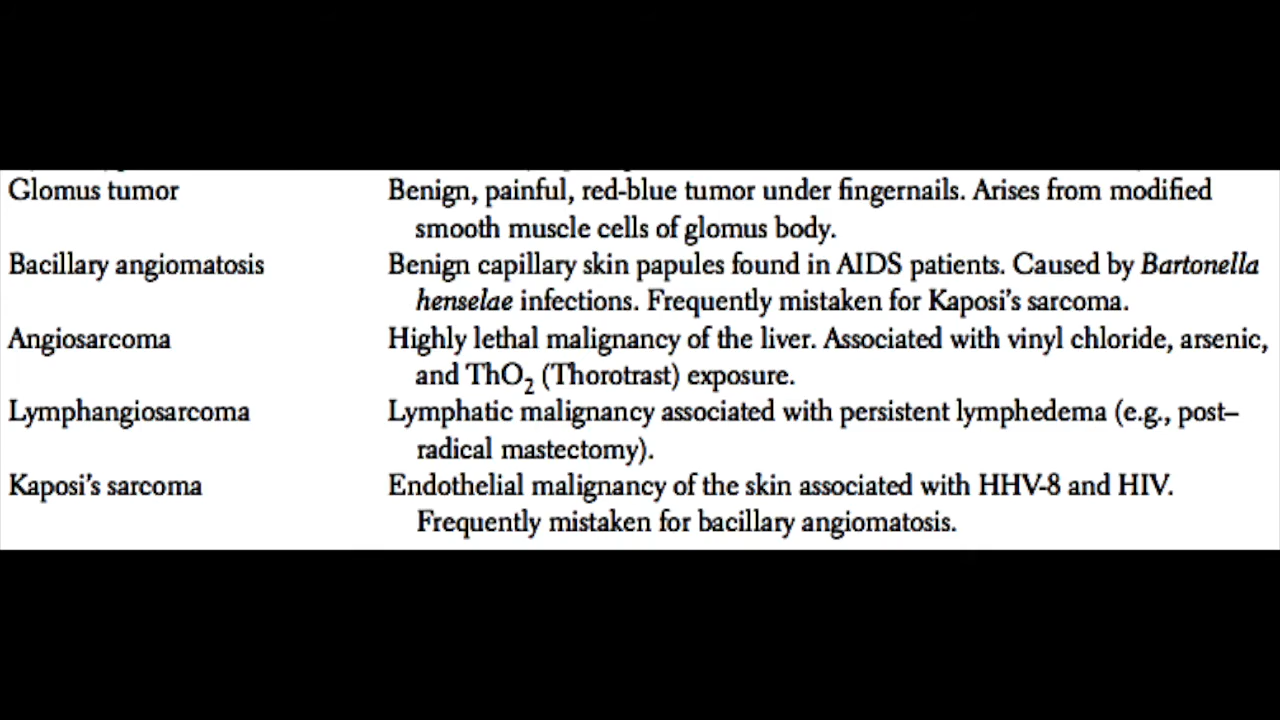 Glomus tumor Benign, painful, red-blue tumor under fingernails. Arises from modified
smooth muscle cells of glomus body.
Bacillary angiomatosis Benign capillary skin papules found in AIDS patients. Caused by Bartonella
henselae infections. Frequently mistaken for Kaposi's sarcoma.
Angiosarcoma Highly lethal malignancy of the liver. Associated with vinyl chloride, arsenic,
and ThO₂ (Thorotrast) exposure.
Lymphangiosarcoma Lymphatic malignancy associated with persistent lymphedema (e.g., post–
radical mastectomy).
Kaposi's sarcoma Endothelial malignancy of the skin associated with HHV-8 and HIV.
Frequently mistaken for bacillary angiomatosis.